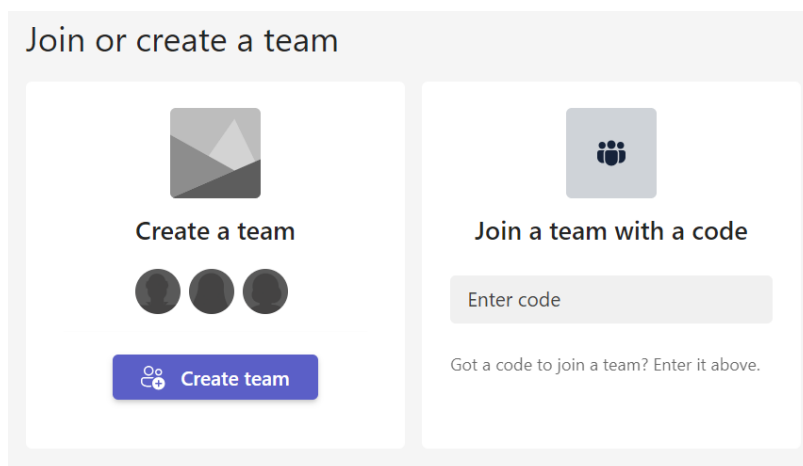 Join or create a team
Create a team
Create team
Join a team with a code
Enter code
Got a code to join a team? Enter it above.